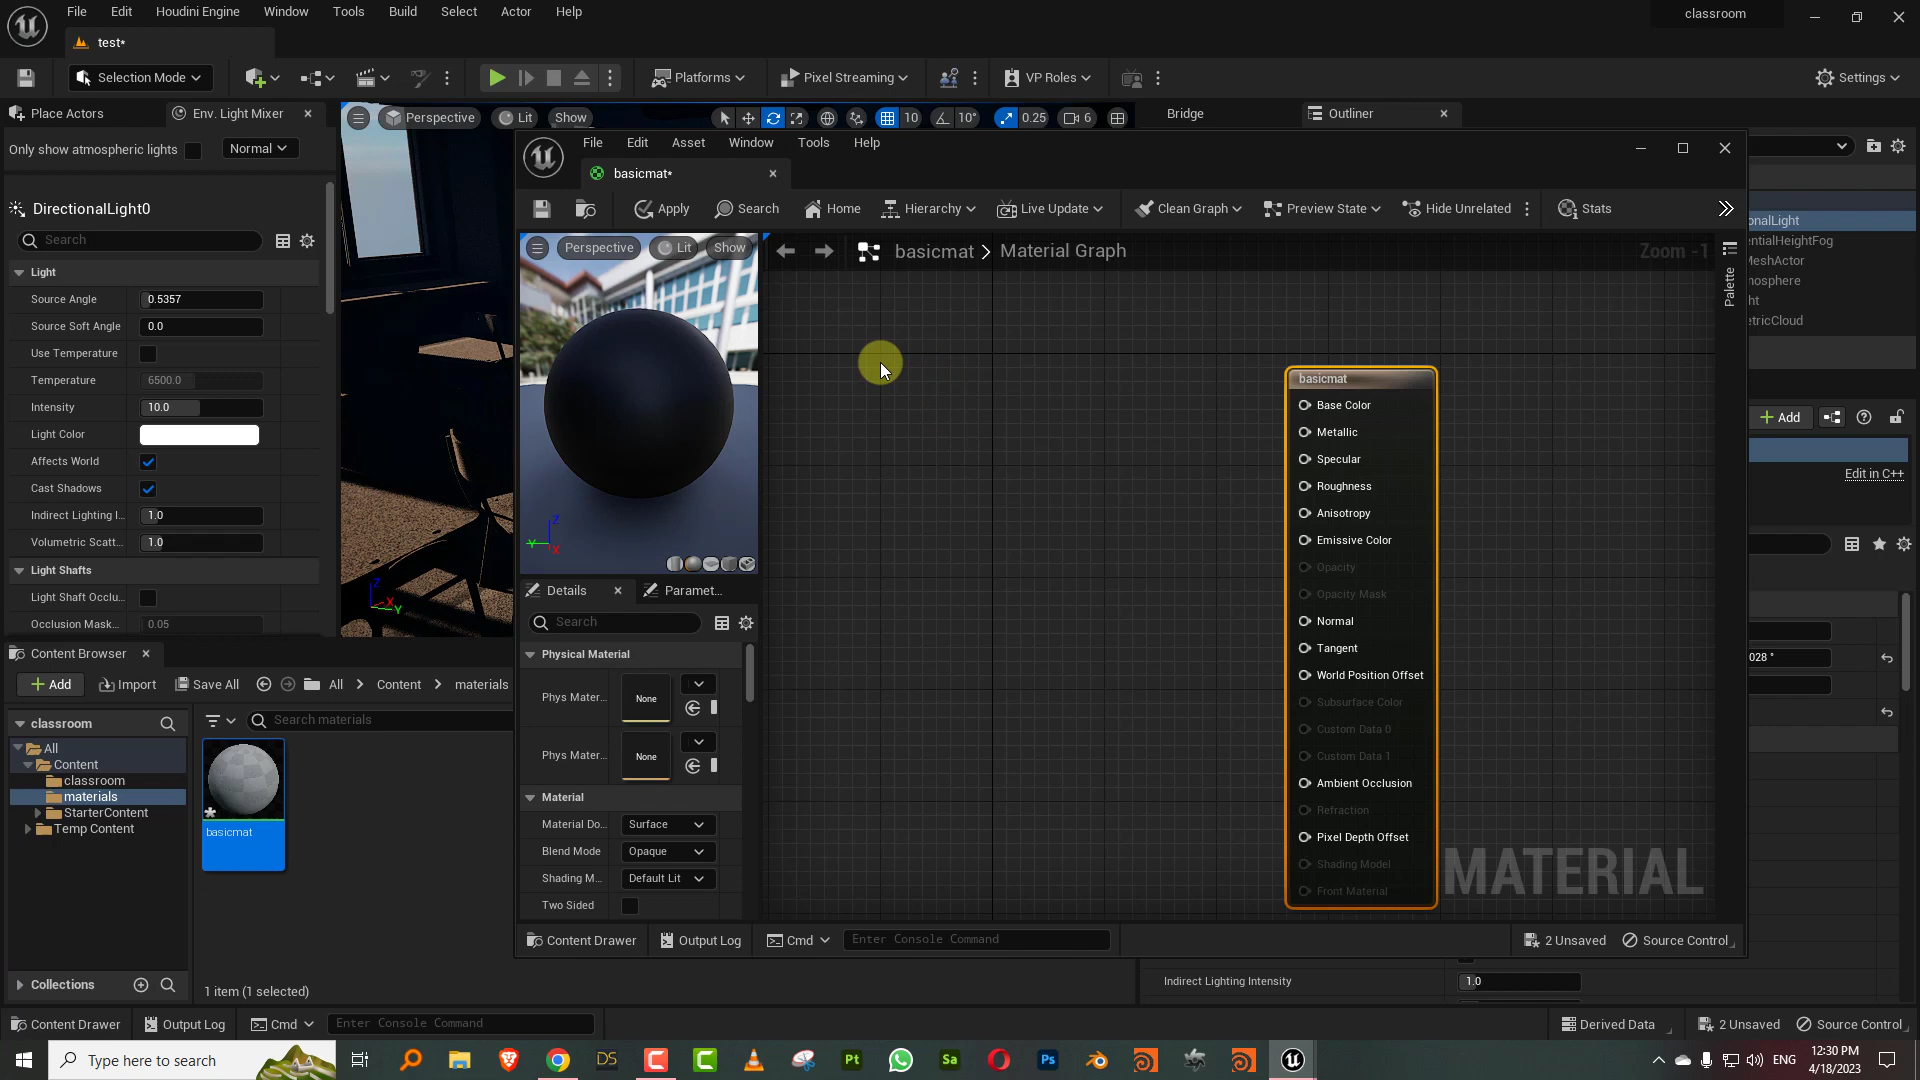 File Edit Houdini Engine Window Tools Build Select Actor Help classroom
test*
Selection Mode Platforms Pixel Streaming VP Roles Settings
Place Actors Env. Light Mixer Perspective Lit Show 10 10° 0.25 6 Bridge Outliner
Only show atmospheric lights Normal
DirectionalLight0
Search
Light
Source Angle 0.5357
Source Soft Angle 0.0
Use Temperature
Temperature 6500.0
Intensity 10.0
Light Color
Affects World
Cast Shadows
Indirect Lighting I... 1.0
Volumetric Scatt... 1.0
Light Shafts
Light Shaft Occlu...
Occlusion Mask... 0.05
Z
X
Y
File Edit Asset Window Tools Help
basicmat*
Apply Search Home Hierarchy Live Update Clean Graph Preview State Hide Unrelated Stats
Perspective Lit Show
basicmat Material Graph Zoom -1
Palette
Z
Y
X
basicmat
Base Color
Metallic
Specular
Roughness
Anisotropy
Emissive Color
Opacity
Opacity Mask
Normal
Tangent
World Position Offset
Subsurface Color
Custom Data 0
Custom Data 1
Ambient Occlusion
Refraction
Pixel Depth Offset
Shading Model
Front Material
MATERIAL
Details Paramet...
Search
Physical Material
Phys Mater... None
Phys Mater... None
Material
Material Do... Surface
Blend Mode Opaque
Shading M... Default Lit
Two Sided
Content Drawer Output Log Cmd Enter Console Command 2 Unsaved Source Control
onalLight
entialHeightFog
MeshActor
mosphere
ht
etricCloud
Add
Edit in C++
028 °
Indirect Lighting Intensity 1.0
Content Browser
Add Import Save All All Content materials
classroom Search materials
All
Content
classroom
materials
StarterContent
Temp Content
basicmat
Collections 1 item (1 selected)
Content Drawer Output Log Cmd Enter Console Command Derived Data 2 Unsaved Source Control
Type here to search DS Pt Sa Ps ENG 12:30 PM
4/18/2023